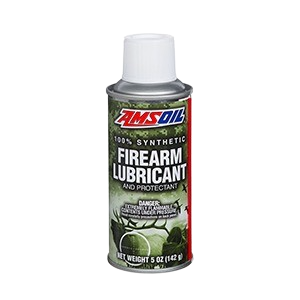 AMSOIL
100% SYNTHETIC
FIREARM
LUBRICANT
AND PROTECTANT
DANGER:
EXTREMELY FLAMMABLE
CONTENTS UNDER PRESSURE
NET WEIGHT 5 OZ (142 g)